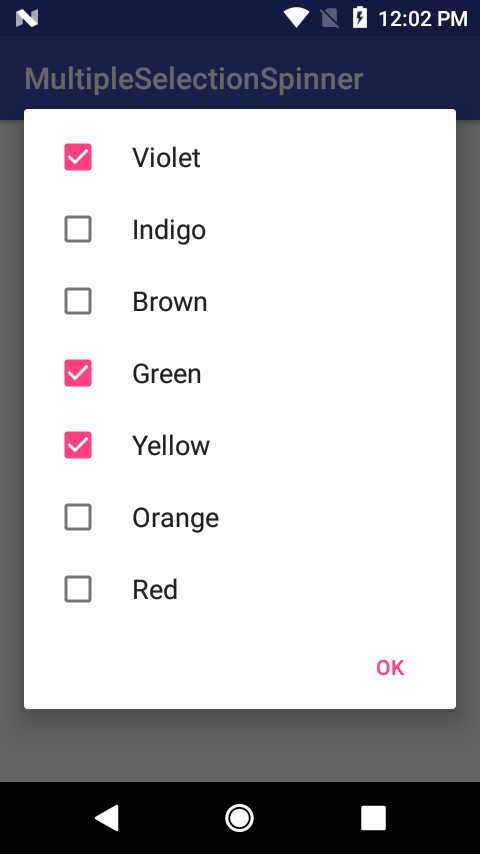 12:02 PM
MultipleSelectionSpinner
Violet
Indigo
Brown
Green
Yellow
Orange
Red
OK